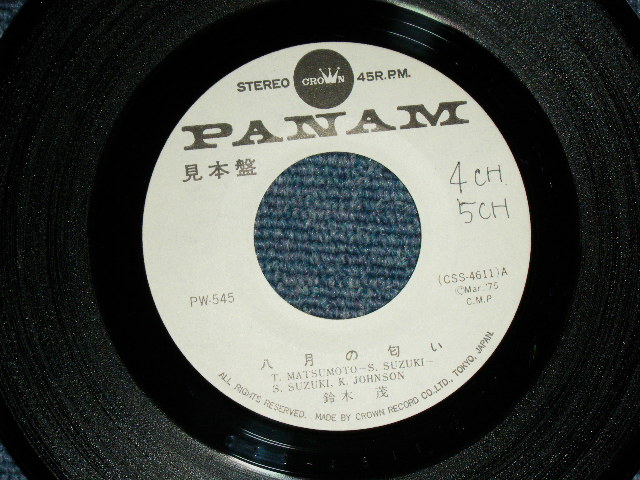 STEREO CROWN 45R.P.M.
PANAM
見本盤
4CH.
5CH
PW-545
(CSS-4611)A
©Mar.'75
C.M.P
八月の匂い
T. MATSUMOTO-S. SUZUKI-
S. SUZUKI, K. JOHNSON
鈴木 茂
ALL RIGHTS RESERVED. MADE BY CROWN RECORD CO., LTD., TOKYO, JAPAN.